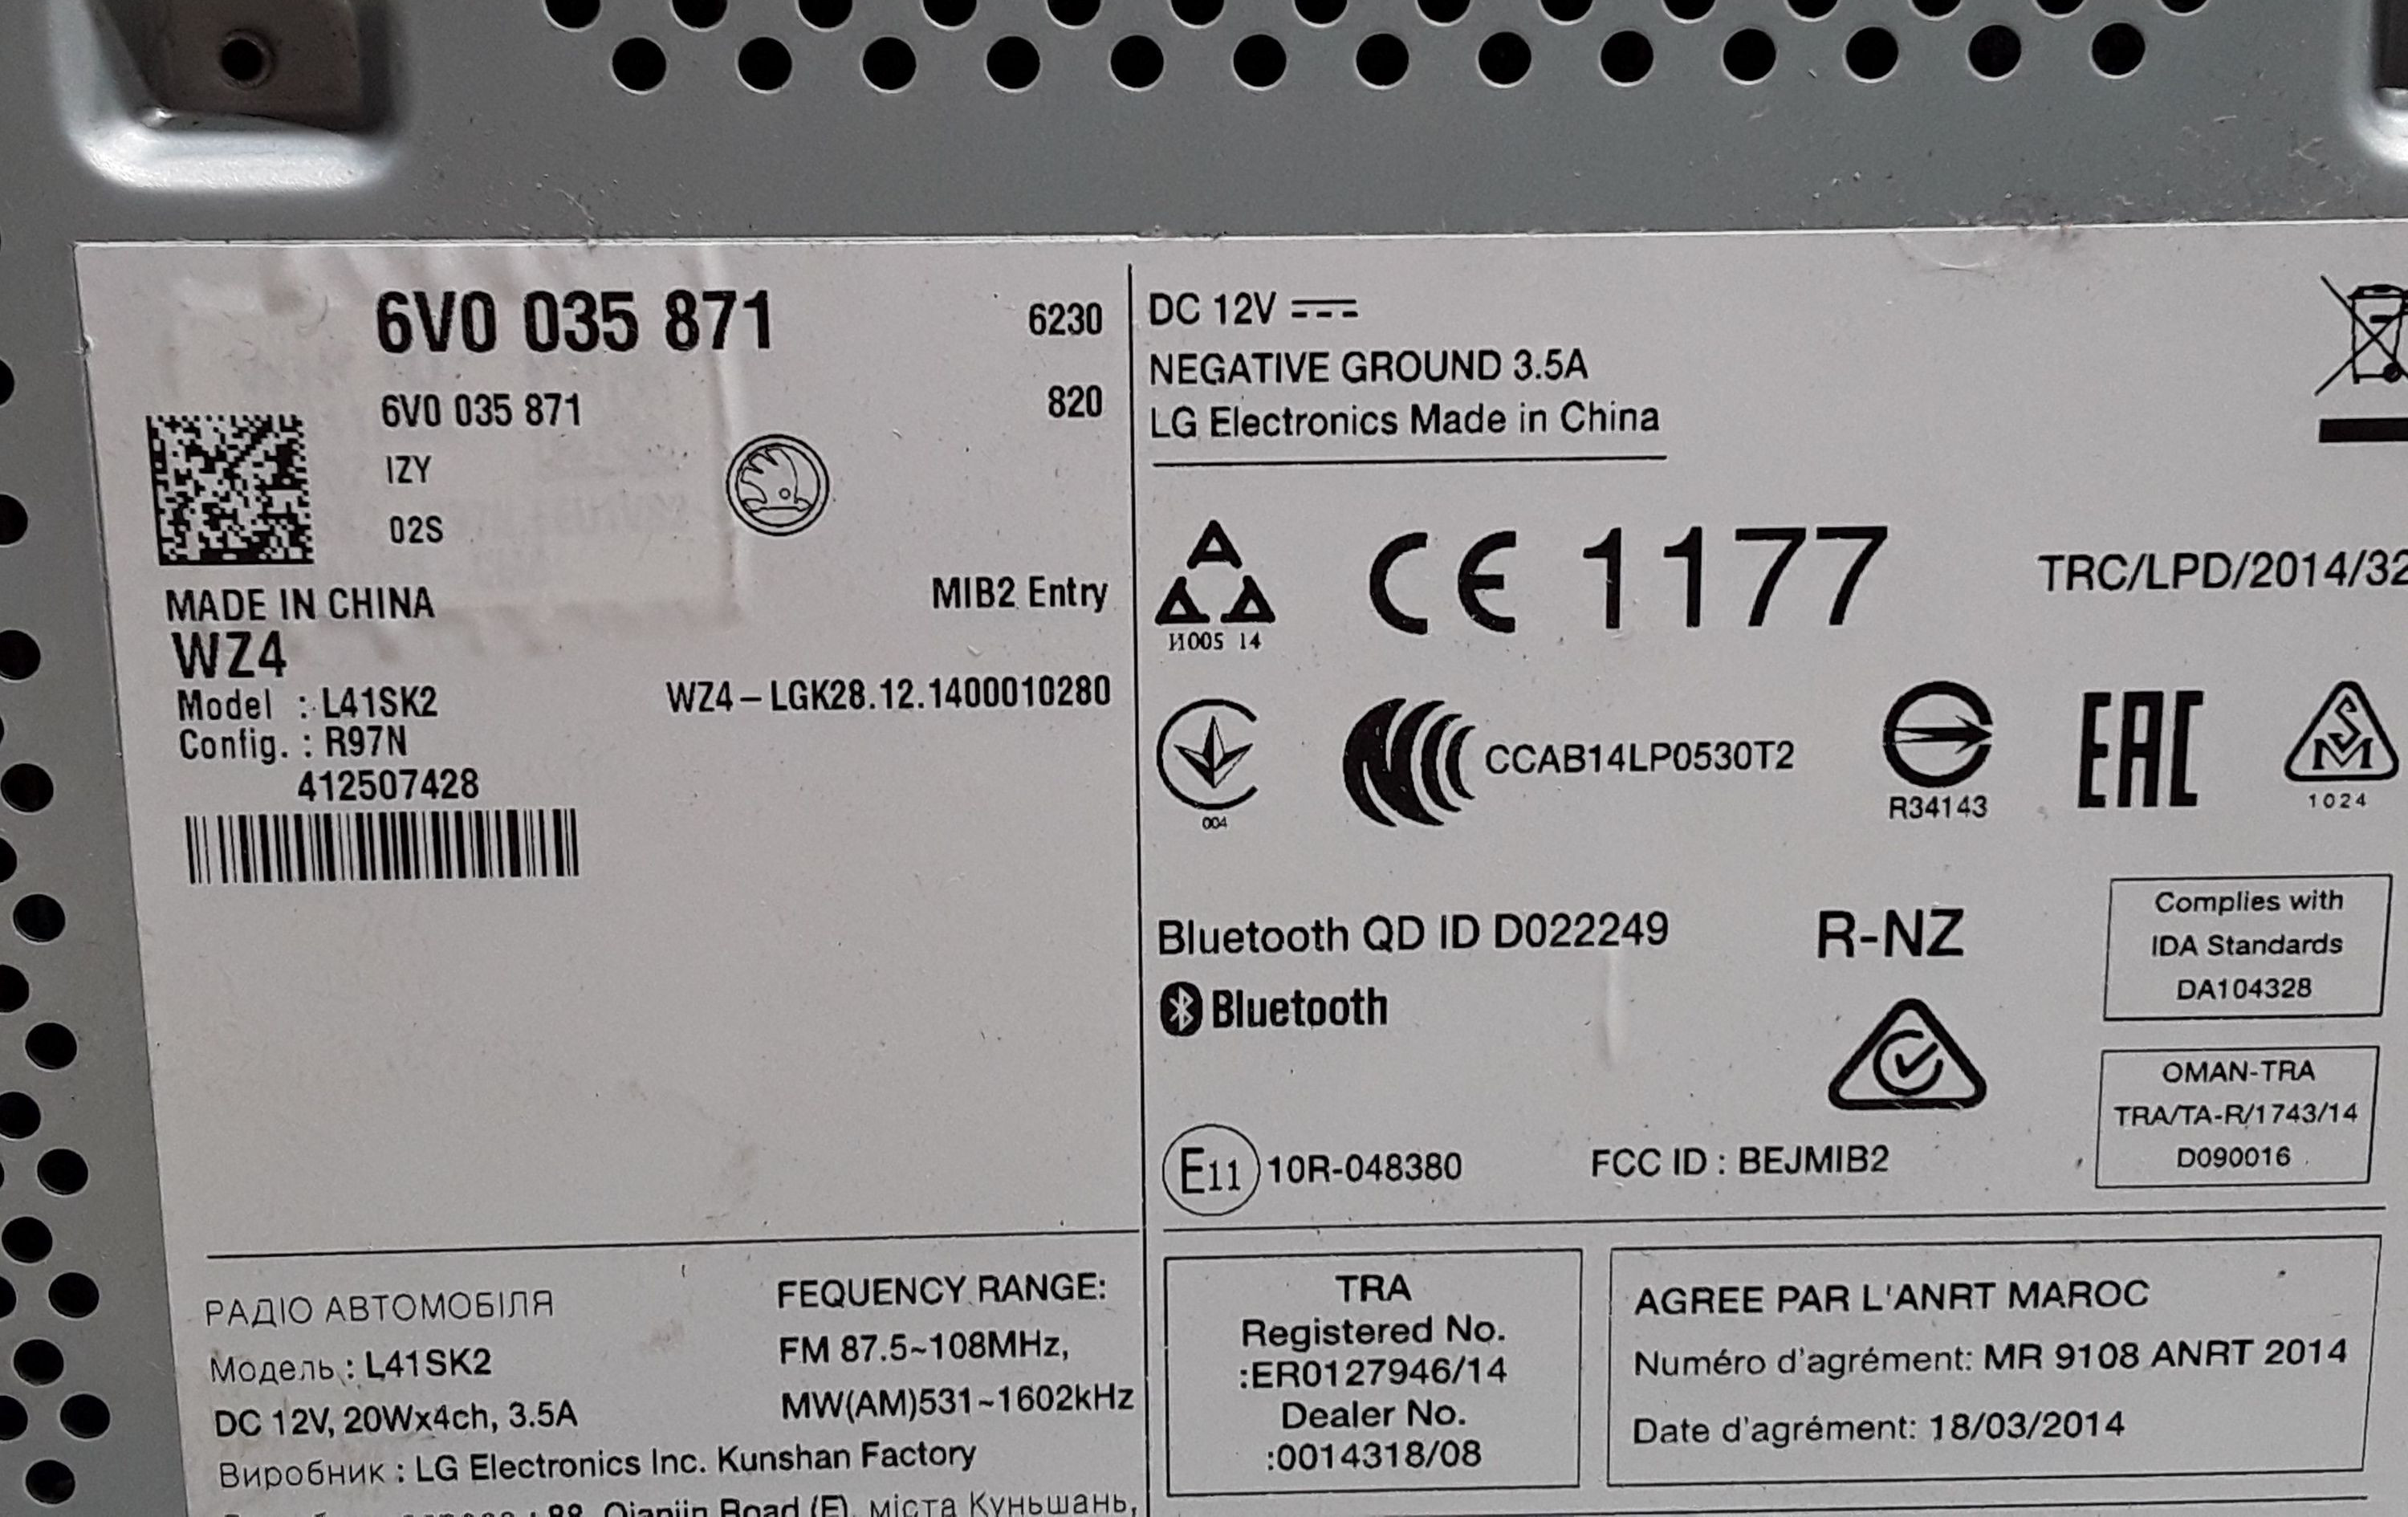 6V0 035 871
6230
6V0 035 871
820
IZY
02S
MADE IN CHINA
MIB2 Entry
WZ4
Model : L41SK2
WZ4-LGK28.12.1400010280
Config. : R97N
412507428
DC 12V
NEGATIVE GROUND 3.5A
LG Electronics Made in China
И005 14
CE 1177
TRC/LPD/2014/32
004
CCAB14LP0530T2
R34143
EAC
1024
Bluetooth QD ID D022249
R-NZ
Bluetooth
Complies with
IDA Standards
DA104328
OMAN-TRA
TRA/TA-R/1743/14
D090016
E11 10R-048380
FCC ID : BEJMIB2
РАДІО АВТОМОБІЛЯ
Модель : L41SK2
DC 12V, 20Wx4ch, 3.5A
FEQUENCY RANGE:
FM 87.5~108MHz,
MW(AM)531~1602kHz
Виробник : LG Electronics Inc. Kunshan Factory
: 88, Qianjin Road (E), міста Куньшань,
TRA
Registered No.
:ER0127946/14
Dealer No.
:0014318/08
AGREE PAR L'ANRT MAROC
Numéro d'agrément: MR 9108 ANRT 2014
Date d'agrément: 18/03/2014